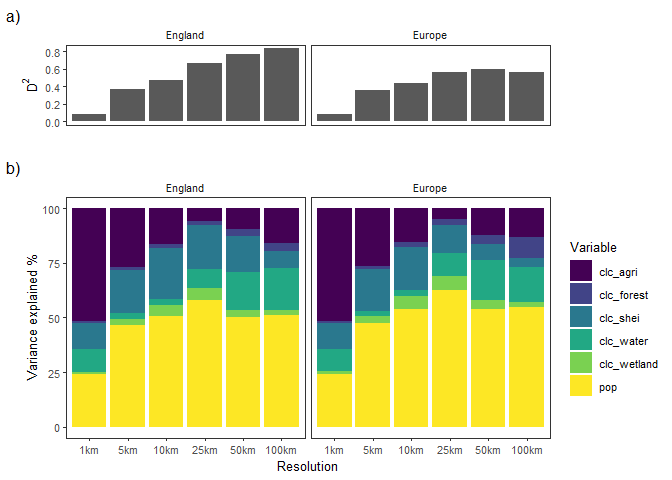 a)
England
Europe
D²
0.8
0.6
0.4
0.2
0.0
b)
England
Europe
Variance explained %
100
75
50
25
0
1km 5km 10km 25km 50km 100km
1km 5km 10km 25km 50km 100km
Resolution
Variable
clc_agri
clc_forest
clc_shei
clc_water
clc_wetland
pop